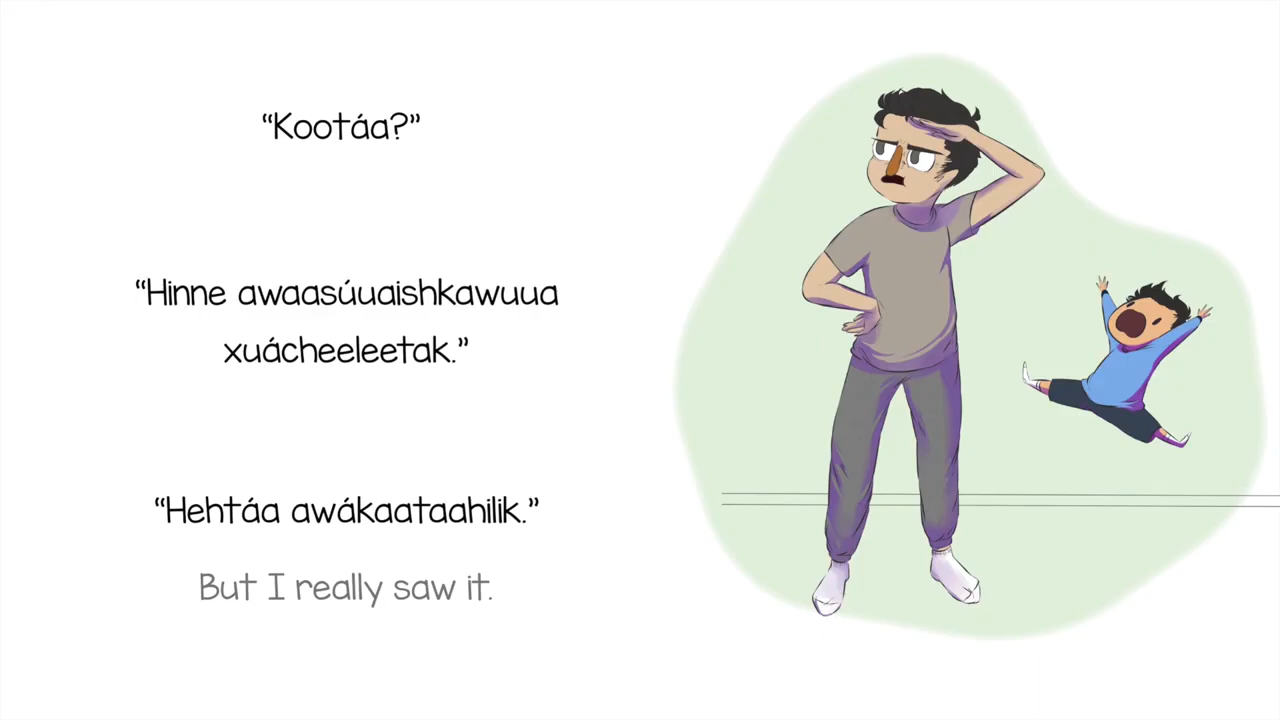 “Kootáa?”
“Hinne awaasúuaishkawuua
xuácheeleetak.”
“Hehtáa awákaataahilik.”
But I really saw it.